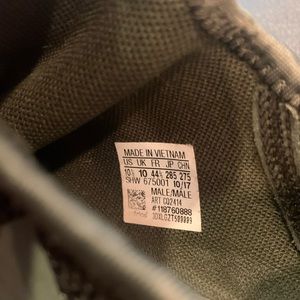 MADE IN VIETNAM
US UK FR JP CHN
10½ 10 44⅔ 285 275
SHW 675001 10/17
MALE/MÂLE
ART CQ2414
#118760888